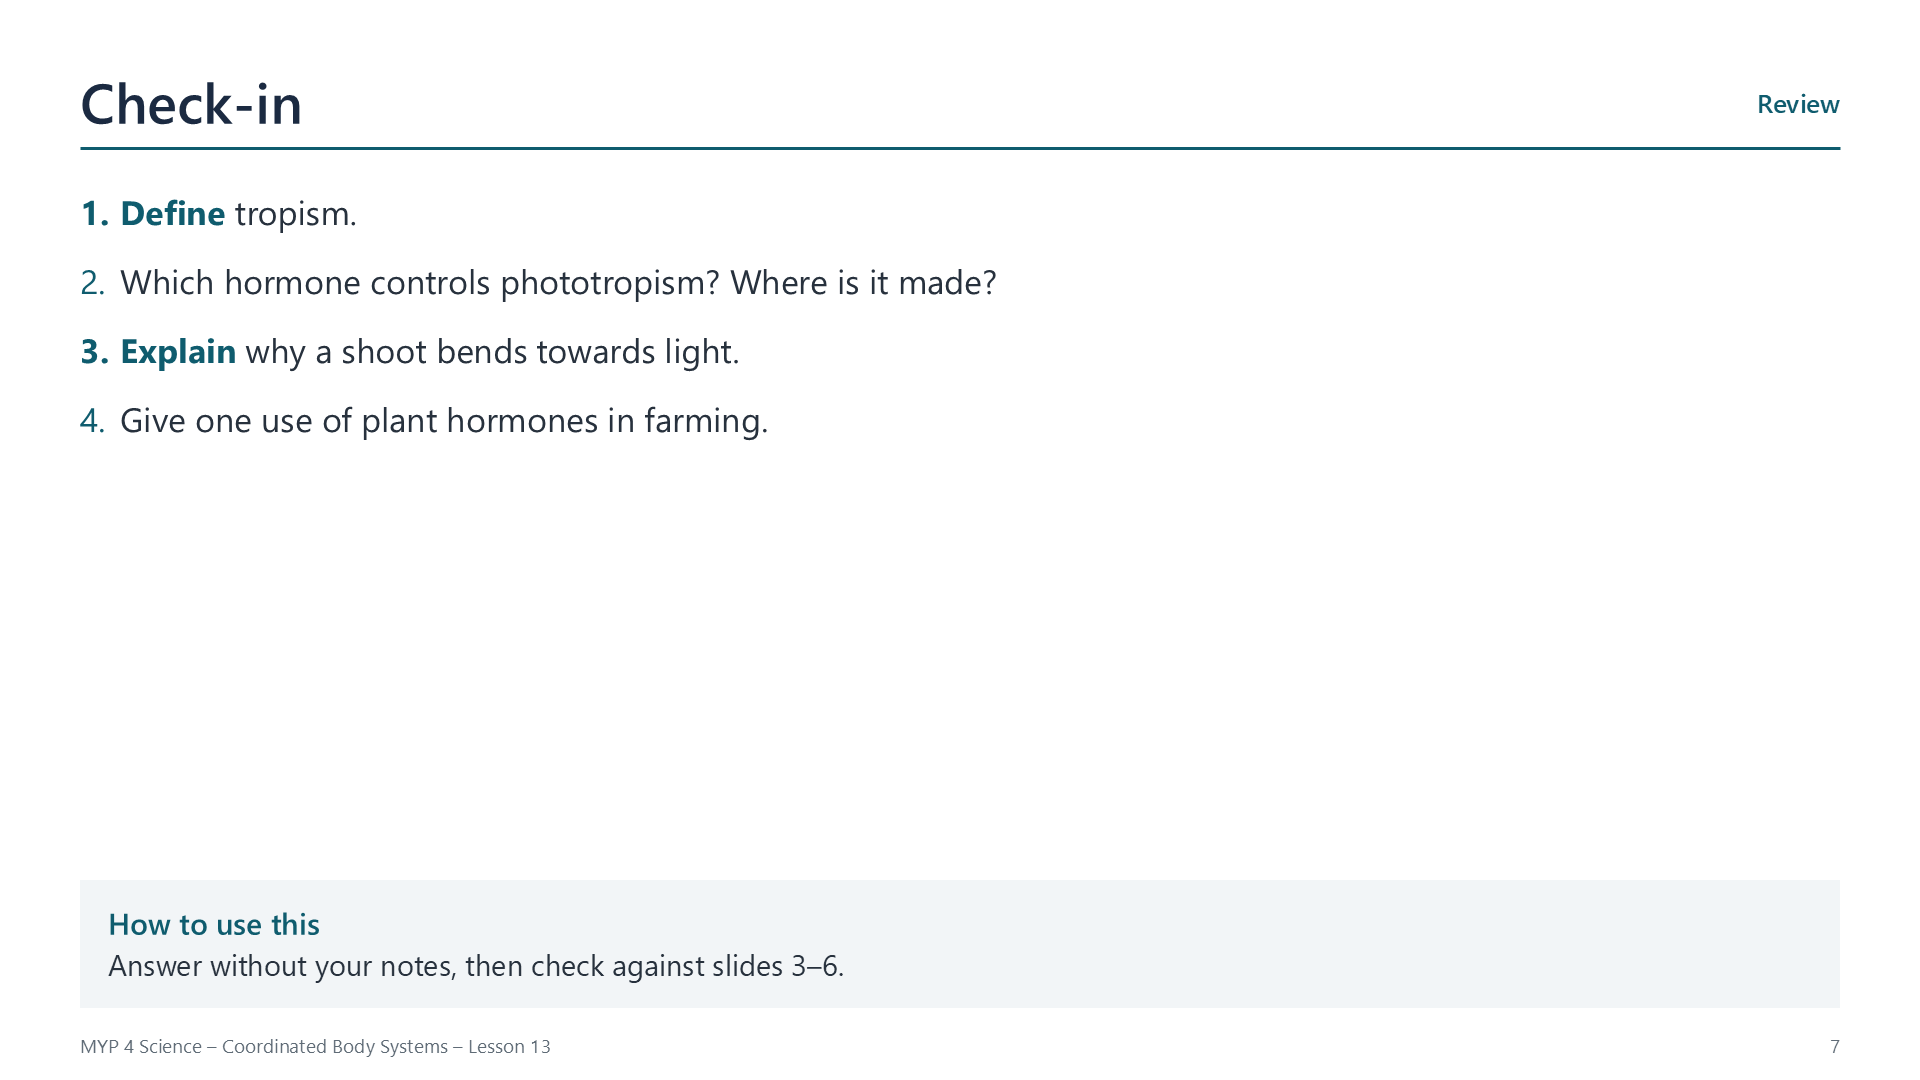 Check-in
Review
1. Define tropism.
2. Which hormone controls phototropism? Where is it made?
3. Explain why a shoot bends towards light.
4. Give one use of plant hormones in farming.
How to use this
Answer without your notes, then check against slides 3–6.
MYP 4 Science – Coordinated Body Systems – Lesson 13
7